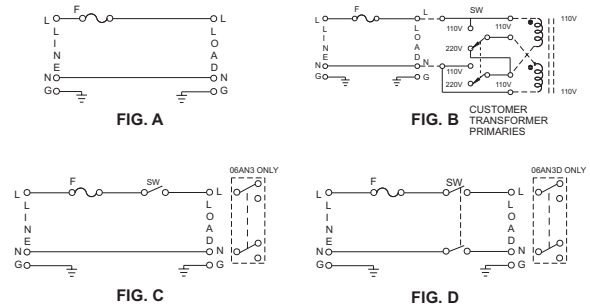 F
L L
L
I
N
E
L
O
A
D
N N
G G
FIG. A
F SW
L L L 110V 110V 110V
L
I
N
E
L
O
A
D
220V
N N N 110V
G G 220V 110V 110V
FIG. B
CUSTOMER
TRANSFORMER
PRIMARIES
06AN3 ONLY
F SW
L L
L
I
N
E
L
O
A
D
N N
G G
FIG. C
06AN3D ONLY
F SW
L L
L
I
N
E
L
O
A
D
N N
G G
FIG. D